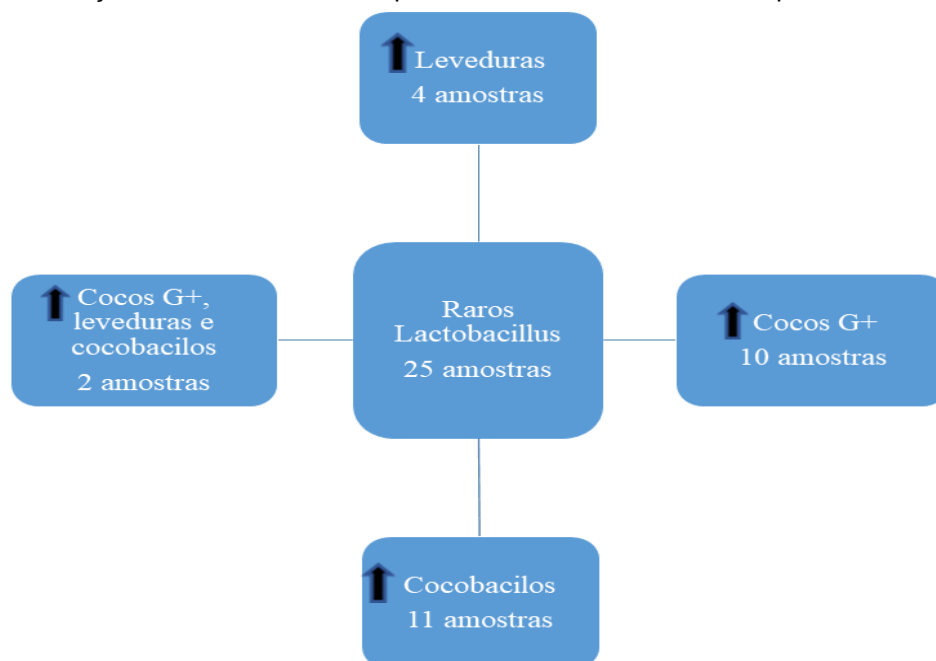 Leveduras
4 amostras
Cocos G+,
leveduras e
cocobacilos
2 amostras
Raros
Lactobacillus
25 amostras
Cocos G+
10 amostras
Cocobacilos
11 amostras